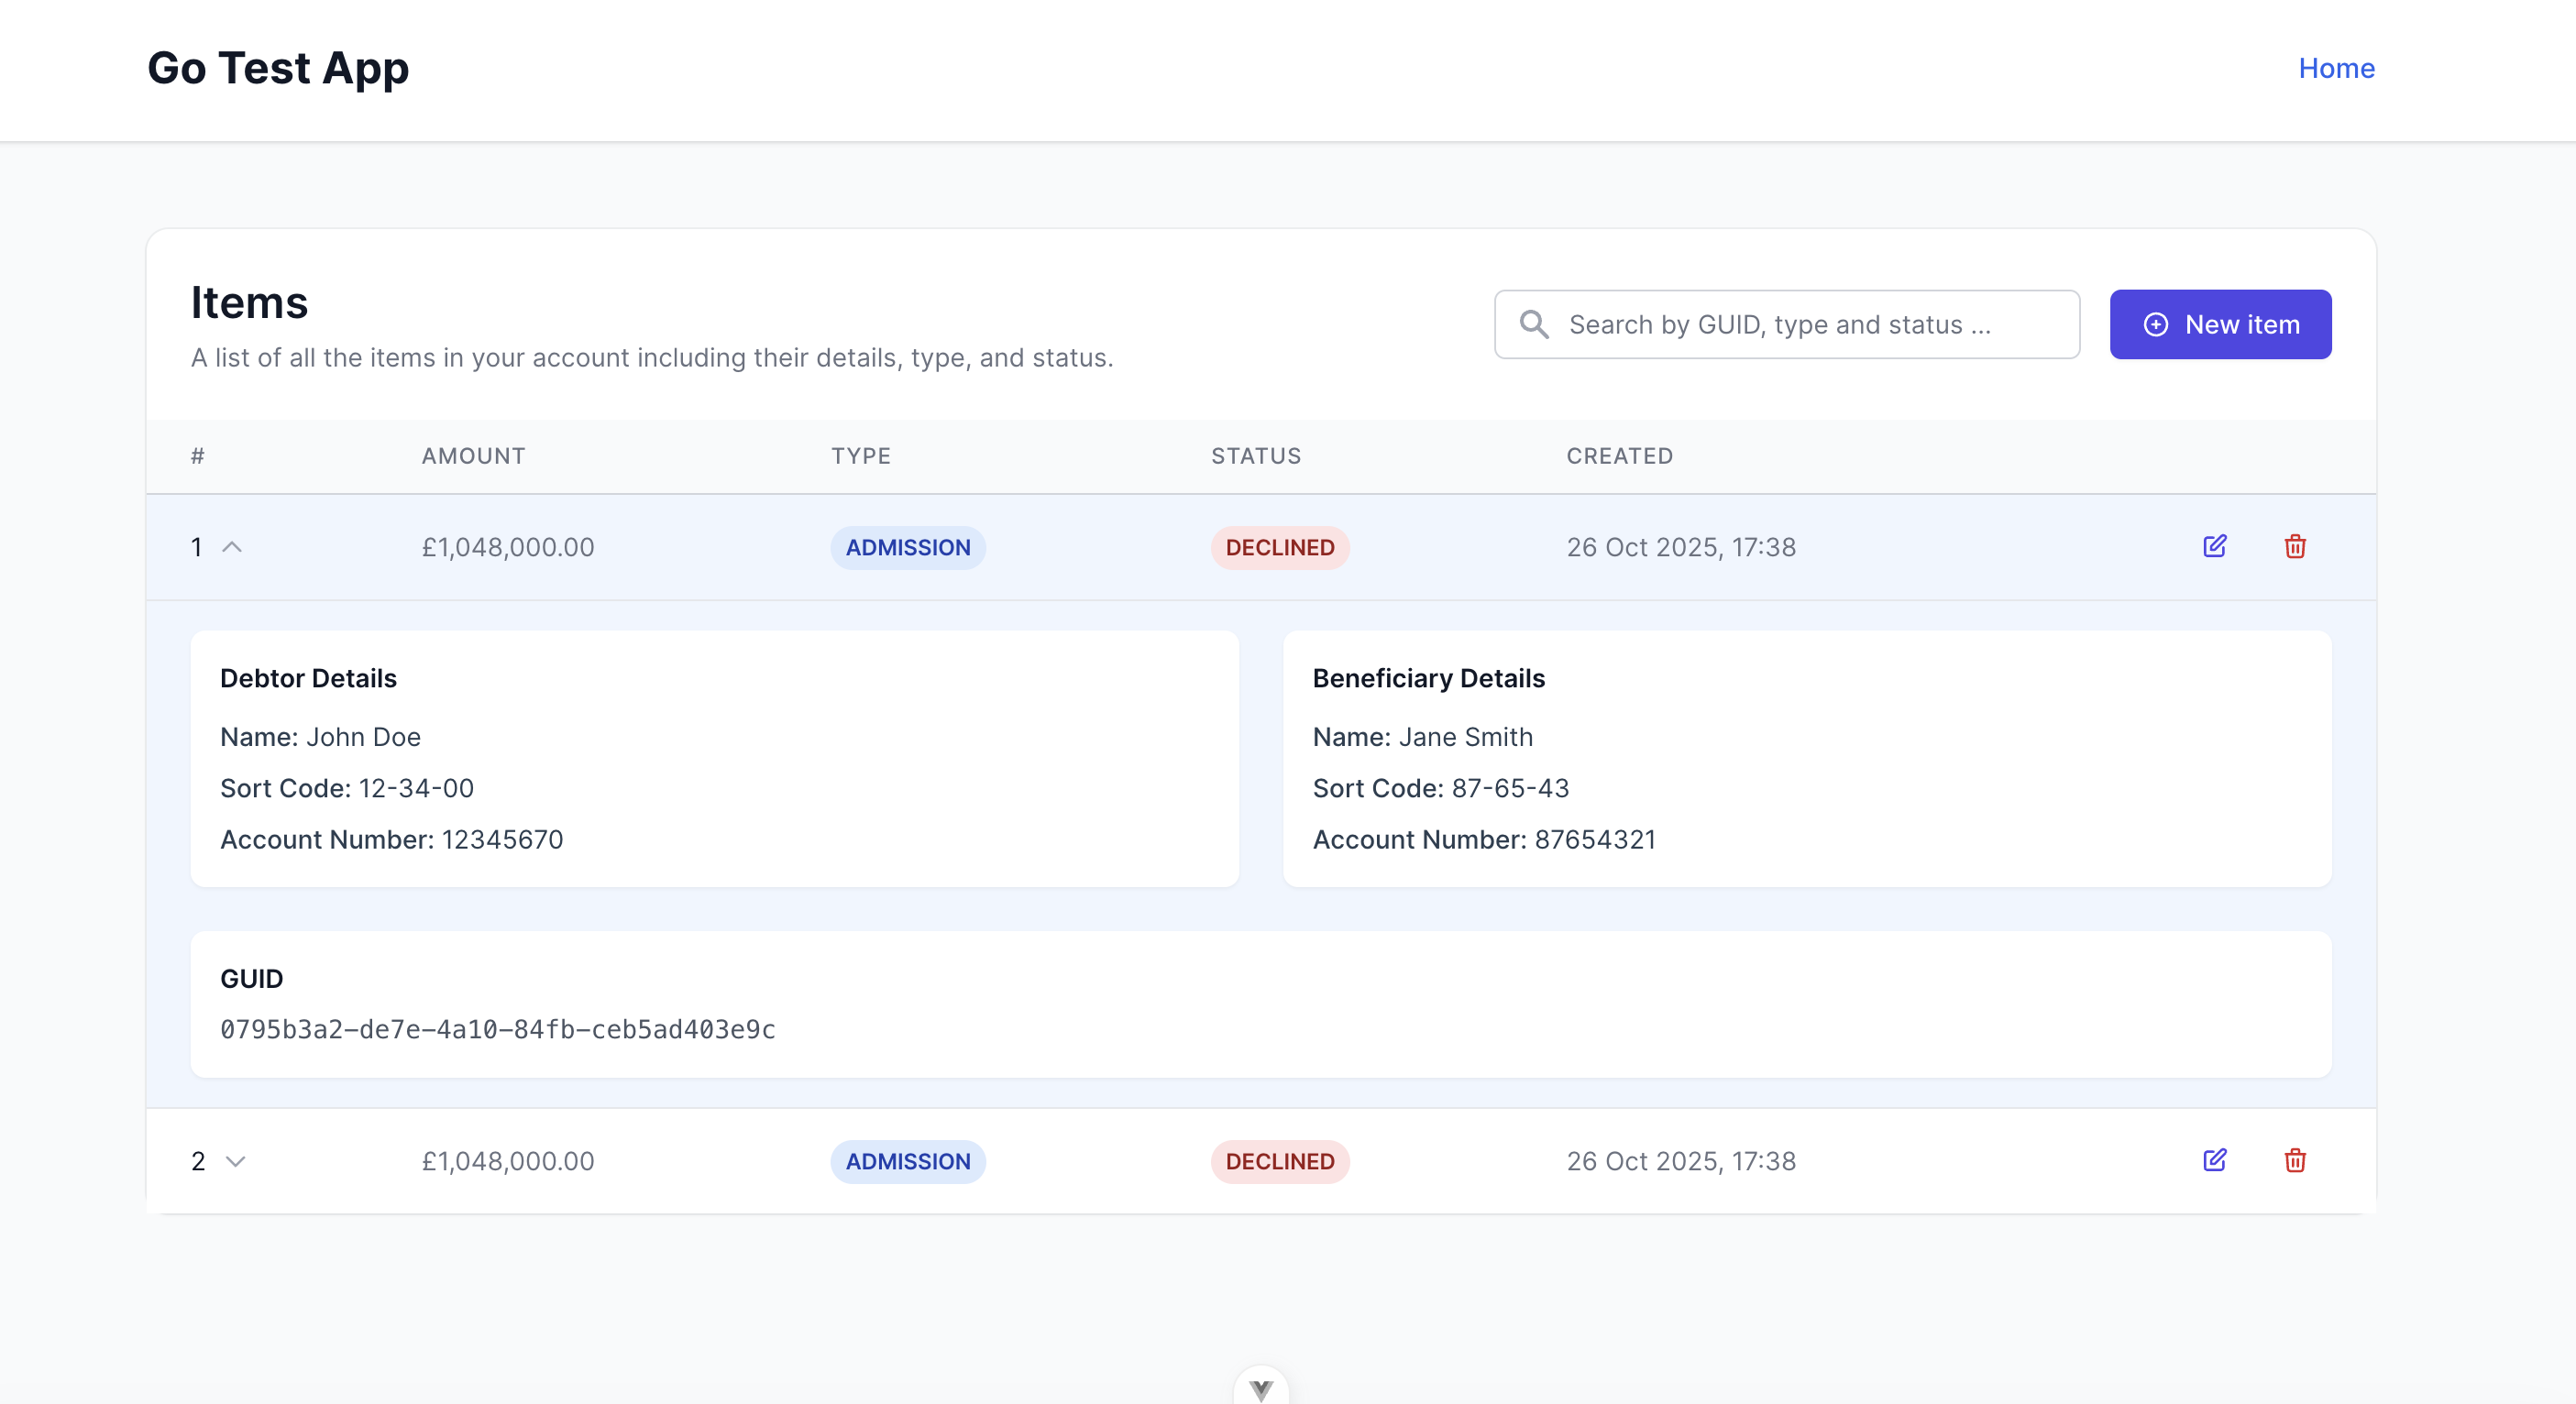 Go Test App
Home
Items
A list of all the items in your account including their details, type, and status.
Search by GUID, type and status ...
New item
# AMOUNT TYPE STATUS CREATED
1 £1,048,000.00 ADMISSION DECLINED 26 Oct 2025, 17:38
Debtor Details
Name: John Doe
Sort Code: 12-34-00
Account Number: 12345670
Beneficiary Details
Name: Jane Smith
Sort Code: 87-65-43
Account Number: 87654321
GUID
0795b3a2-de7e-4a10-84fb-ceb5ad403e9c
2 £1,048,000.00 ADMISSION DECLINED 26 Oct 2025, 17:38